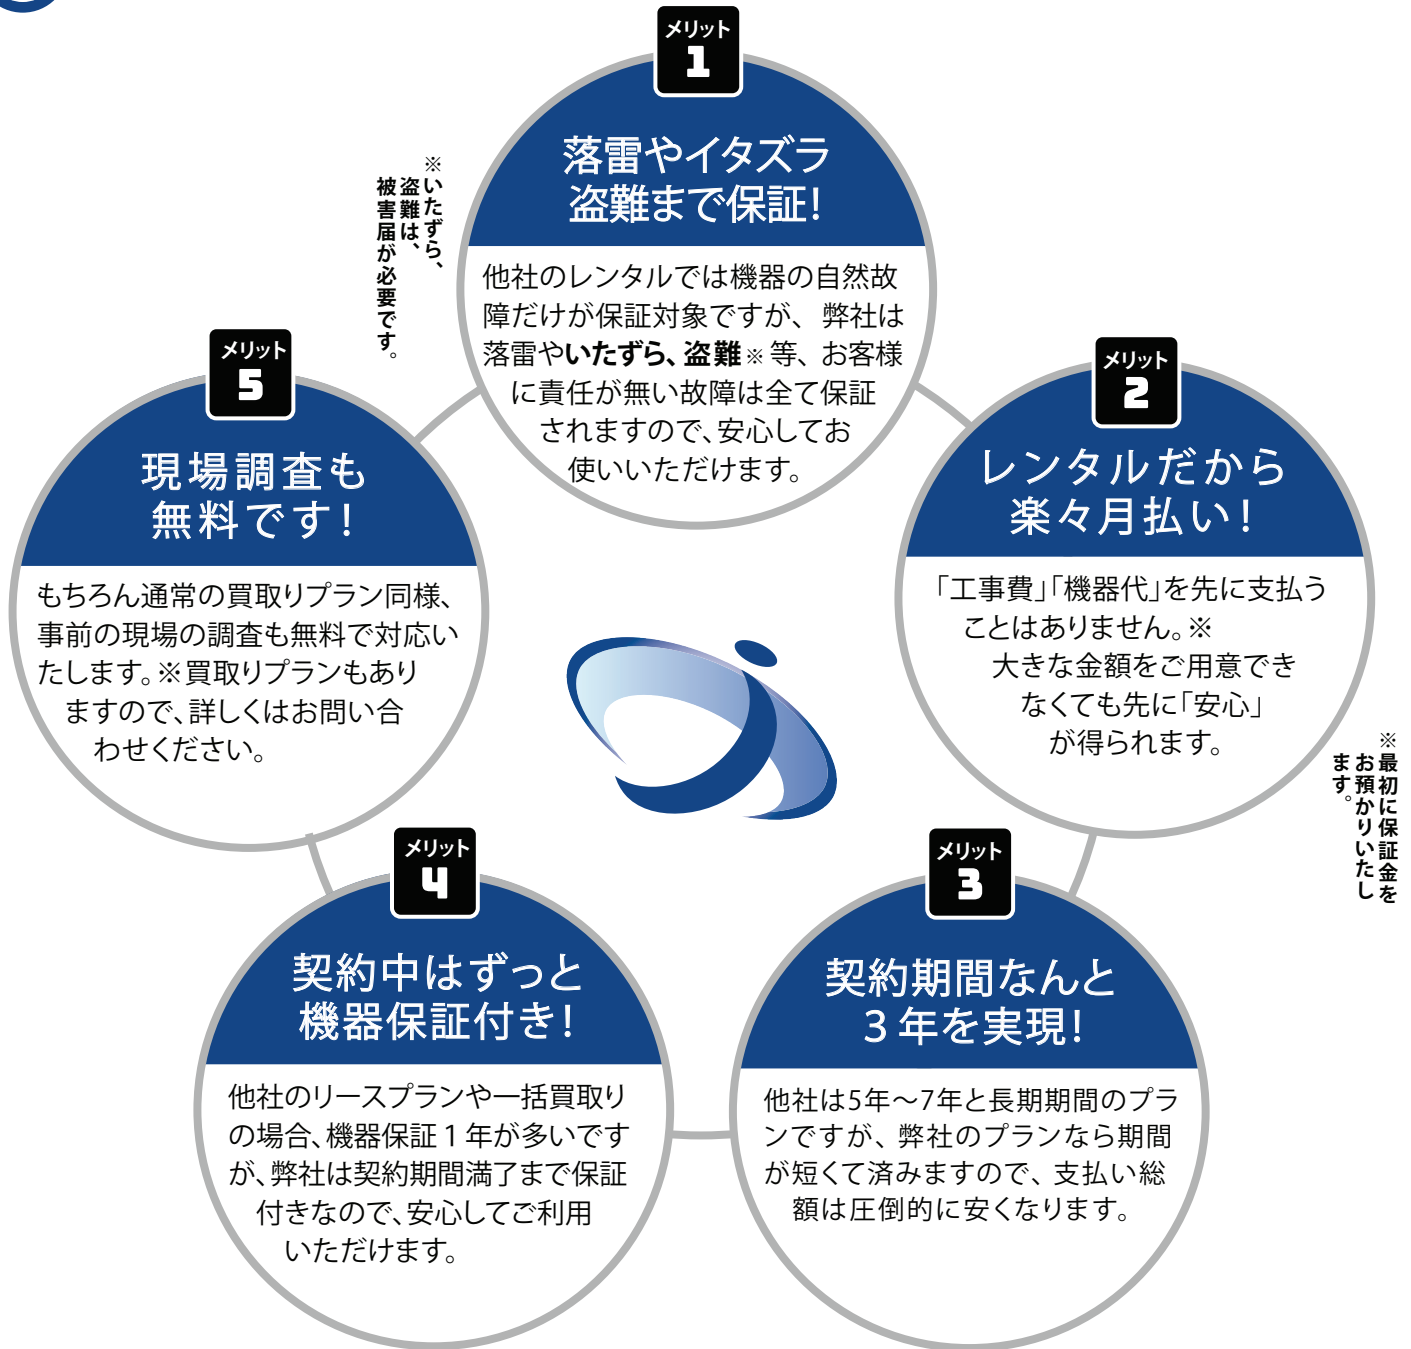 メリット
1
落雷やイタズラ
盗難まで保証!
他社のレンタルでは機器の自然故
障だけが保証対象ですが、弊社は
落雷やいたずら、盗難※等、お客様
に責任が無い故障は全て保証
されますので、安心してお
使いいただけます。
※いたずら、
盗難は、
被害届が必要です。
メリット
2
レンタルだから
楽々月払い!
「工事費」「機器代」を先に支払う
ことはありません。※
大きな金額をご用意でき
なくても先に「安心」
が得られます。
※最初に保証金を
お預かりいたし
ます。
メリット
3
契約期間なんと
3年を実現!
他社は5年〜7年と長期期間のプラ
ンですが、弊社のプランなら期間
が短くて済みますので、支払い総
額は圧倒的に安くなります。
メリット
4
契約中はずっと
機器保証付き!
他社のリースプランや一括買取り
の場合、機器保証1年が多いです
が、弊社は契約期間満了まで保証
付きなので、安心してご利用
いただけます。
メリット
5
現場調査も
無料です!
もちろん通常の買取りプラン同様、
事前の現場の調査も無料で対応い
たします。※買取りプランもあり
ますので、詳しくはお問い合
わせください。